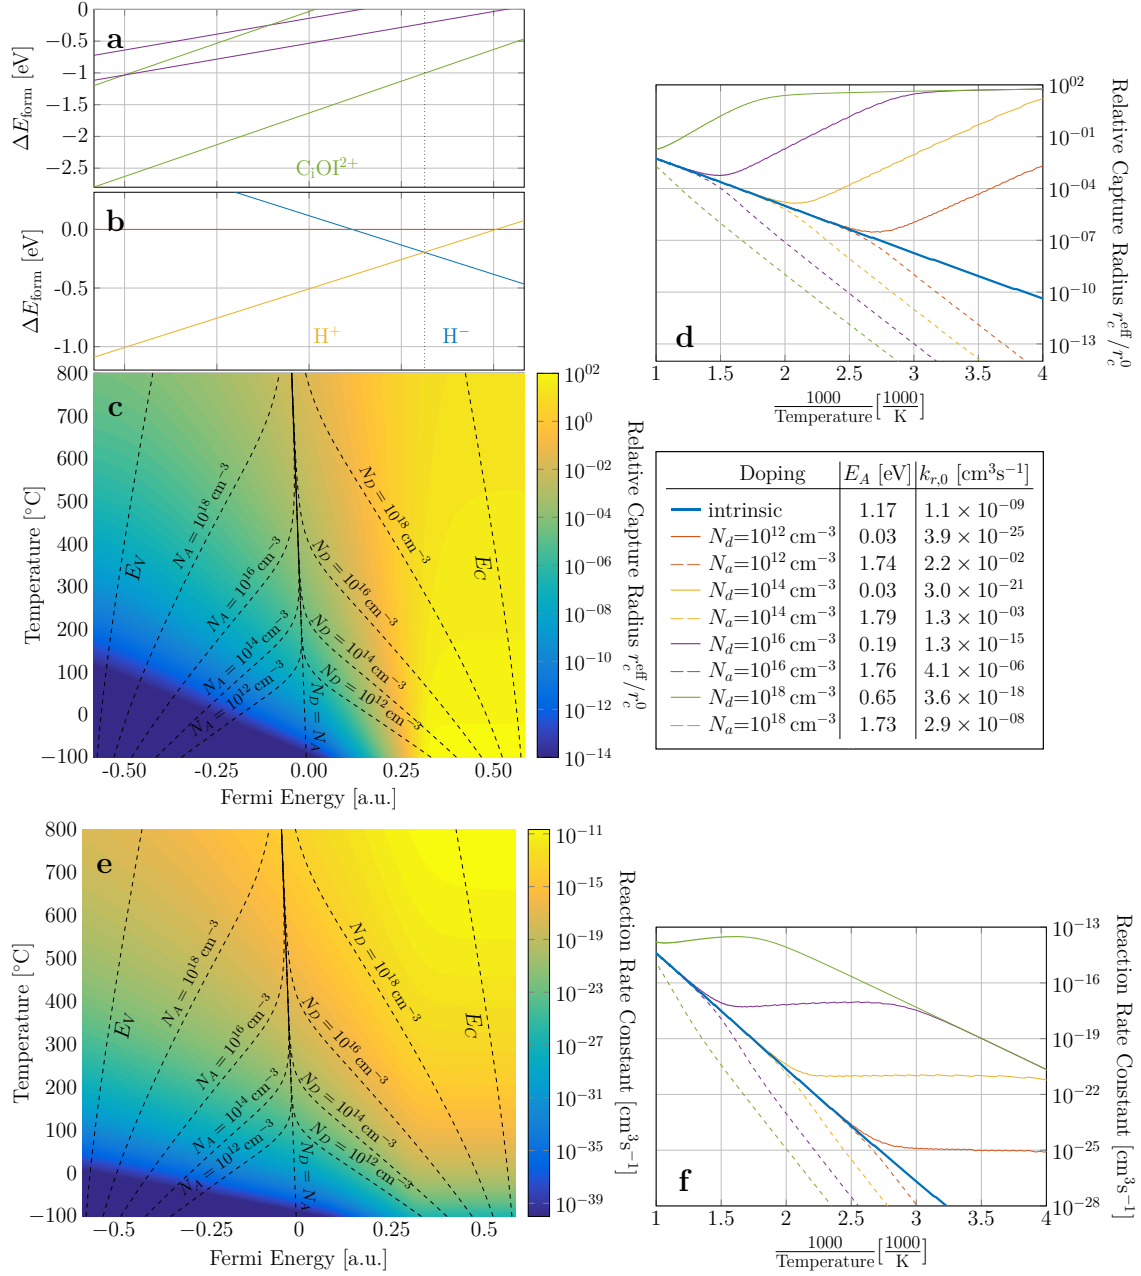 a
0
−0.5
−1
−1.5
−2
−2.5
ΔE_form [eV]
C_iOI^2+
b
0.0
-0.5
-1.0
ΔE_form [eV]
H^+
H^−
c
800
700
600
500
400
300
200
100
0
−100
Temperature [°C]
-0.50
-0.25
0.00
0.25
0.50
Fermi Energy [a.u.]
E_V
N_A = 10^18 cm^−3
N_A = 10^16 cm^−3
N_A = 10^14 cm^−3
N_A = 10^12 cm^−3
N_D = N_A
N_D = 10^18 cm^−3
N_D = 10^16 cm^−3
N_D = 10^14 cm^−3
N_D = 10^12 cm^−3
E_C
10^02
10^0
10^−02
10^−04
10^−06
10^−08
10^−10
10^−12
10^−14
Relative Capture Radius r_c^eff/r_c^0
d
10^02
10^−01
10^−04
10^−07
10^−10
10^−13
Relative Capture Radius r_c^eff/r_c^0
1 1.5 2 2.5 3 3.5 4
1000/Temperature [1000/K]
Doping E_A [eV] k_r,0 [cm^3s^−1]
intrinsic 1.17 1.1 × 10^−09
N_d=10^12 cm^−3 0.03 3.9 × 10^−25
N_a=10^12 cm^−3 1.74 2.2 × 10^−02
N_d=10^14 cm^−3 0.03 3.0 × 10^−21
N_a=10^14 cm^−3 1.79 1.3 × 10^−03
N_d=10^16 cm^−3 0.19 1.3 × 10^−15
N_a=10^16 cm^−3 1.76 4.1 × 10^−06
N_d=10^18 cm^−3 0.65 3.6 × 10^−18
N_a=10^18 cm^−3 1.73 2.9 × 10^−08
e
800
700
600
500
400
300
200
100
0
−100
Temperature [°C]
−0.5
−0.25
0
0.25
0.5
Fermi Energy [a.u.]
E_V
N_A = 10^18 cm^−3
N_A = 10^16 cm^−3
N_A = 10^14 cm^−3
N_A = 10^12 cm^−3
N_D = N_A
N_D = 10^18 cm^−3
N_D = 10^16 cm^−3
N_D = 10^14 cm^−3
N_D = 10^12 cm^−3
E_C
10^−11
10^−15
10^−19
10^−23
10^−27
10^−31
10^−35
10^−39
Reaction Rate Constant [cm^3s^−1]
f
10^−13
10^−16
10^−19
10^−22
10^−25
10^−28
Reaction Rate Constant [cm^3s^−1]
1 1.5 2 2.5 3 3.5 4
1000/Temperature [1000/K]